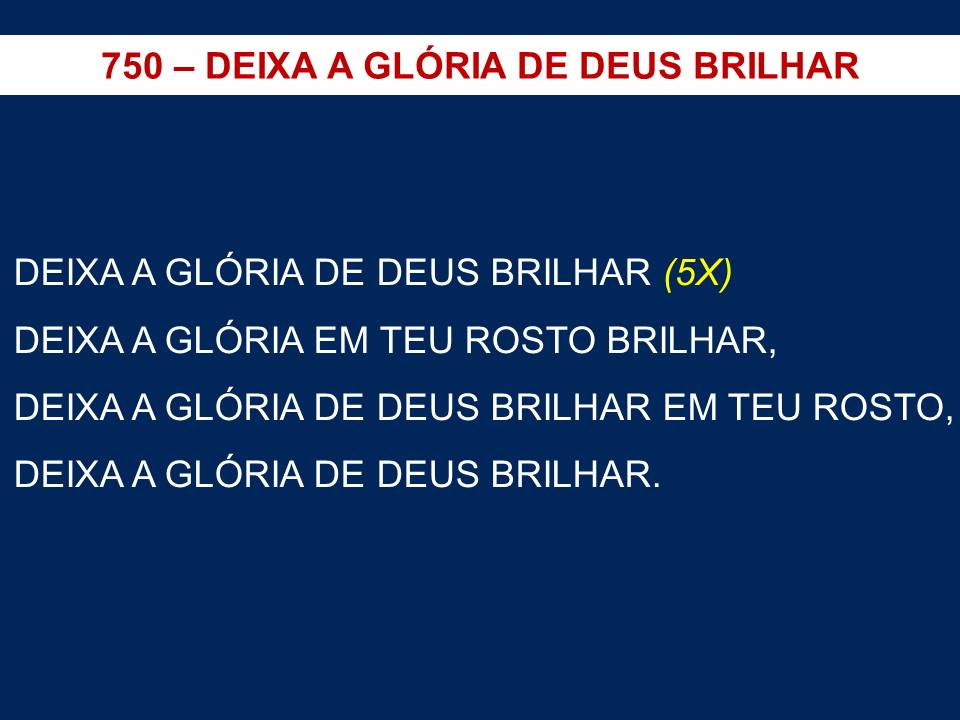 750 – DEIXA A GLÓRIA DE DEUS BRILHAR
DEIXA A GLÓRIA DE DEUS BRILHAR (5X)
DEIXA A GLÓRIA EM TEU ROSTO BRILHAR,
DEIXA A GLÓRIA DE DEUS BRILHAR EM TEU ROSTO,
DEIXA A GLÓRIA DE DEUS BRILHAR.